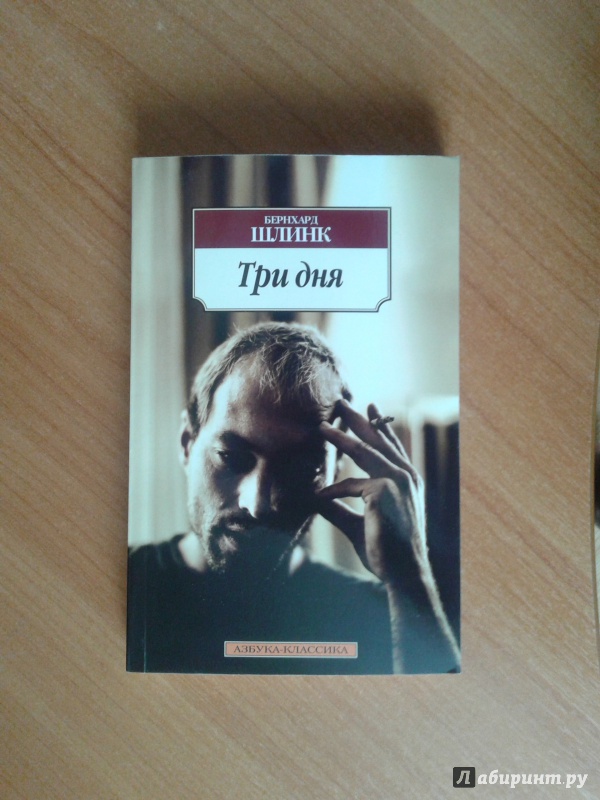 БЕРНХАРД
ШЛИНК
Три дня
АЗБУКА-КЛАССИКА
Лабиринт.ру